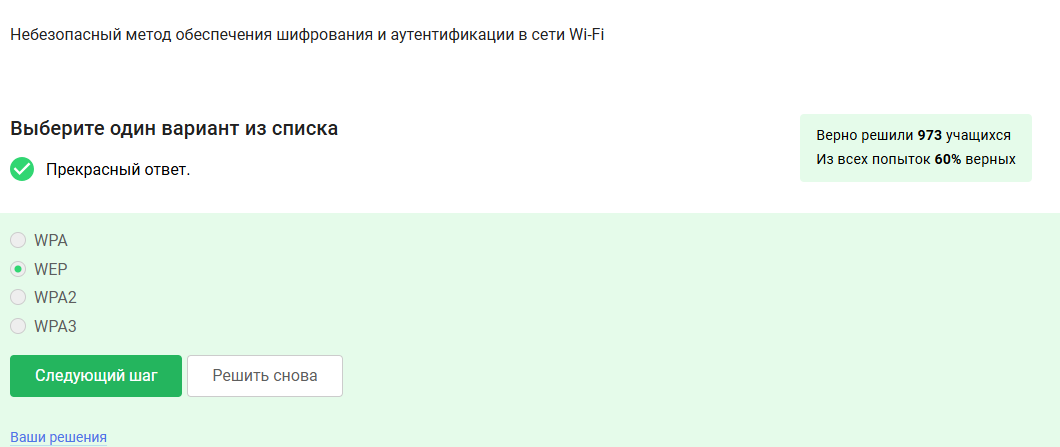 Небезопасный метод обеспечения шифрования и аутентификации в сети Wi-Fi
Выберите один вариант из списка
Верно решили 973 учащихся
Из всех попыток 60% верных
Прекрасный ответ.
WPA
WEP
WPA2
WPA3
Следующий шаг
Решить снова
Ваши решения